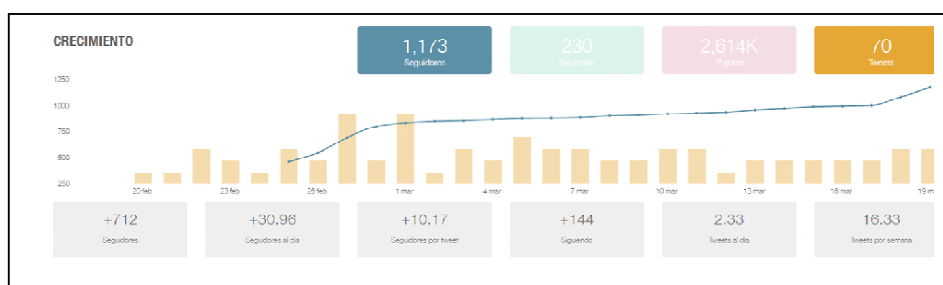 CRECIMIENTO
1,173
Seguidores
230
Siguiendo
2,614K
2º grado
70
Tweets
1250
1000
750
500
250
20 feb
23 feb
26 feb
1 mar
4 mar
7 mar
10 mar
13 mar
16 mar
19 m
+712
Seguidores
+30.96
Seguidores al día
+10.17
Seguidores por tweet
+144
Siguiendo
2.33
Tweets al día
16.33
Tweets por semana